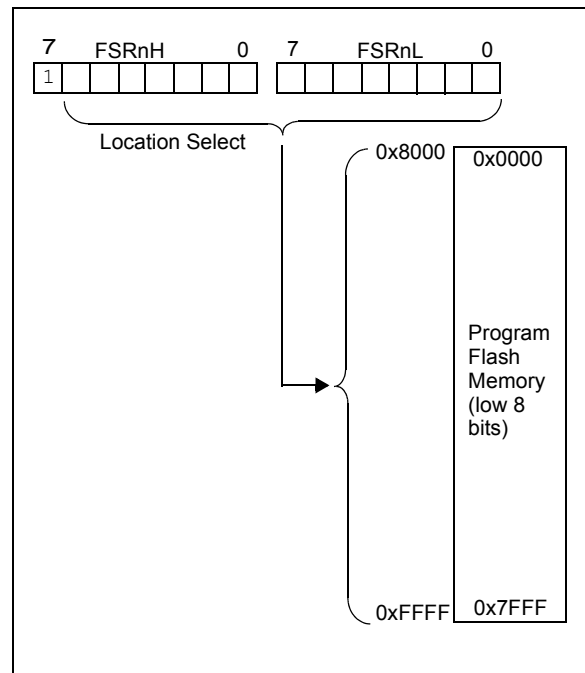 7 FSRnH 0 7 FSRnL 0
1
Location Select
0x8000 0x0000
Program
Flash
Memory
(low 8
bits)
0xFFFF 0x7FFF